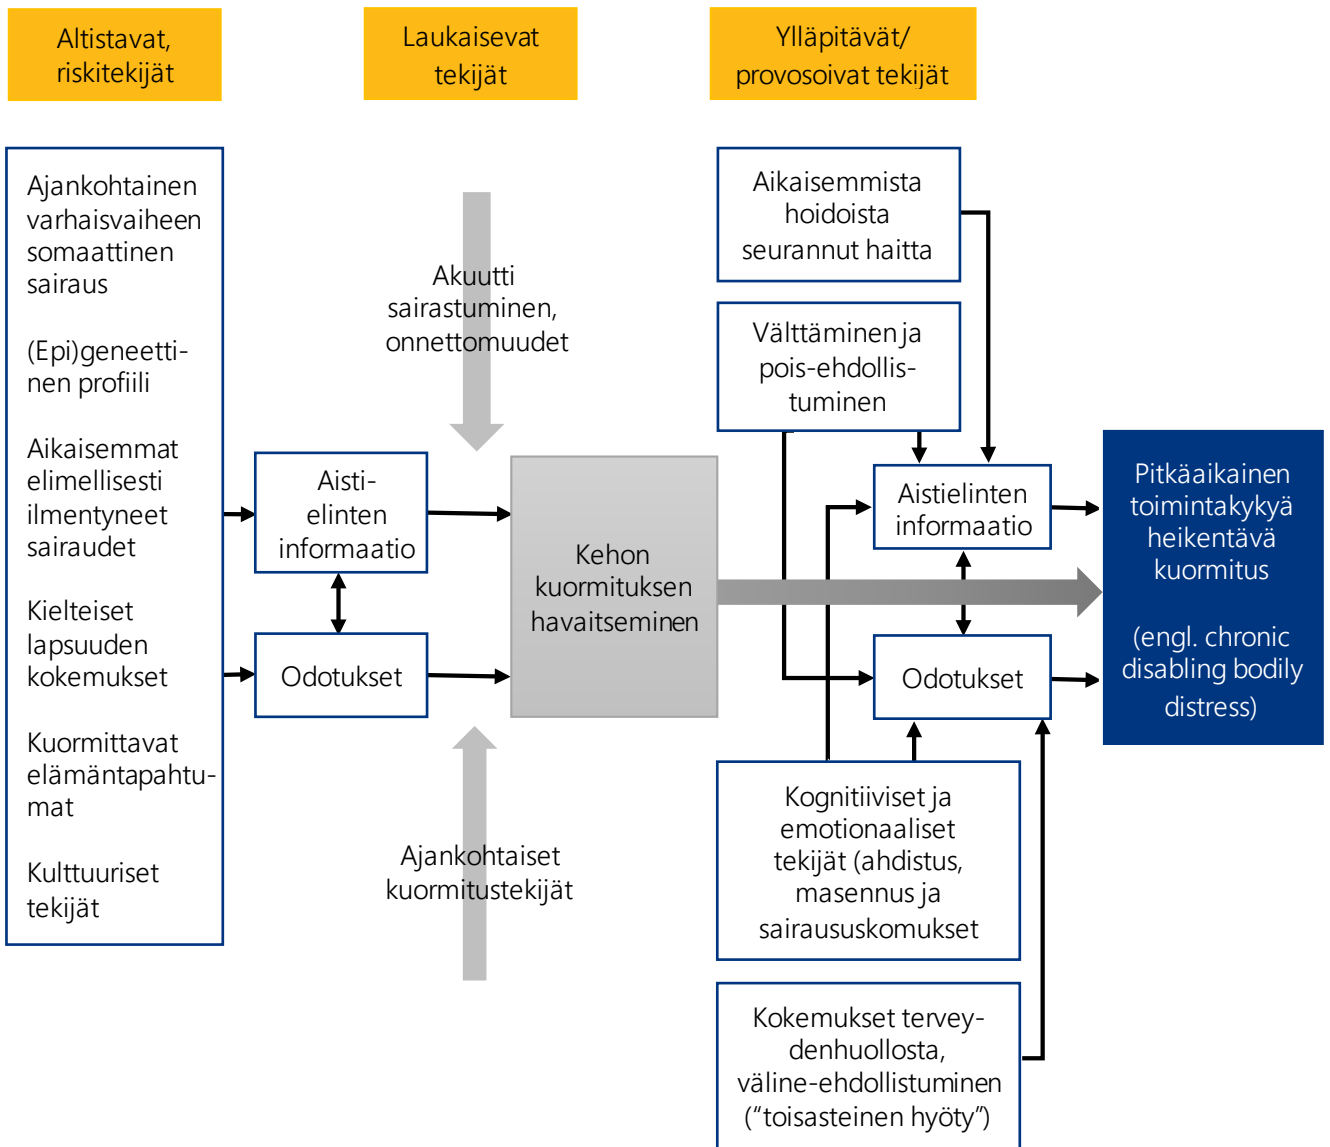 Altistavat,
riskitekijät
Laukaisevat
tekijät
Ylläpitävät/
provosoivat tekijät
Ajankohtainen
varhaisvaiheen
somaattinen
sairaus
(Epi)geneetti-
nen profiili
Aikaisemmat
elimellisesti
ilmentyneet
sairaudet
Kielteiset
lapsuuden
kokemukset
Kuormittavat
elämäntapahtu-
mat
Kulttuuriset
tekijät
Aisti-
elinten
informaatio
Odotukset
Akuutti
sairastuminen,
onnettomuudet
Kehon
kuormituksen
havaitseminen
Ajankohtaiset
kuormitustekijät
Aikaisemmista
hoidoista
seurannut haitta
Välttäminen ja
pois-ehdollis-
tuminen
Aistielinten
informaatio
Odotukset
Kognitiiviset ja
emotionaaliset
tekijät (ahdistus,
masennus ja
sairaususkomukset
Kokemukset tervey-
denhuollosta,
väline-ehdollistuminen
(“toisasteinen hyöty”)
Pitkäaikainen
toimintakykyä
heikentävä
kuormitus
(engl. chronic
disabling bodily
distress)